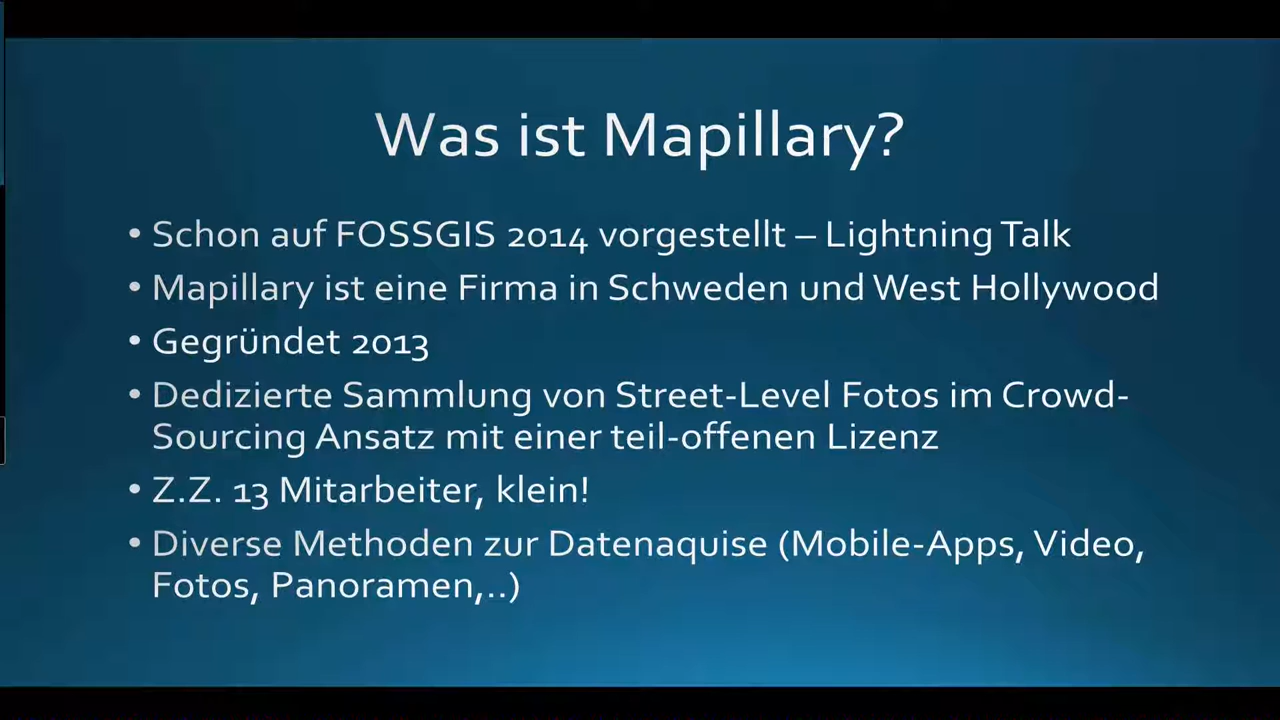 Was ist Mapillary?
• Schon auf FOSSGIS 2014 vorgestellt – Lightning Talk
• Mapillary ist eine Firma in Schweden und West Hollywood
• Gegründet 2013
• Dedizierte Sammlung von Street-Level Fotos im Crowd-
Sourcing Ansatz mit einer teil-offenen Lizenz
• Z.Z. 13 Mitarbeiter, klein!
• Diverse Methoden zur Datenaquise (Mobile-Apps, Video,
Fotos, Panoramen,..)